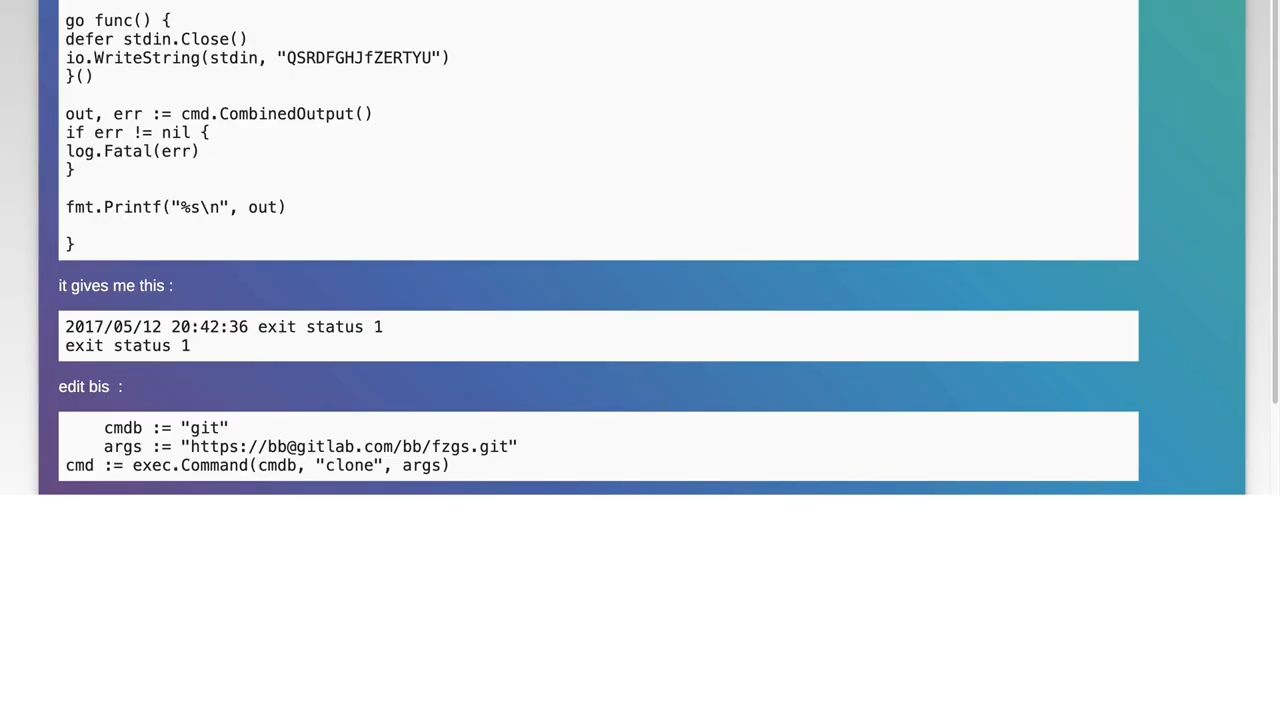 go func() {
defer stdin.Close()
io.WriteString(stdin, "QSRDFGHJfZERTYU")
}()
out, err := cmd.CombinedOutput()
if err != nil {
log.Fatal(err)
}
fmt.Printf("%s\n", out)
}
it gives me this :
2017/05/12 20:42:36 exit status 1
exit status 1
edit bis  :
cmdb := "git"
args := "https://bb@gitlab.com/bb/fzgs.git"
cmd := exec.Command(cmdb, "clone", args)